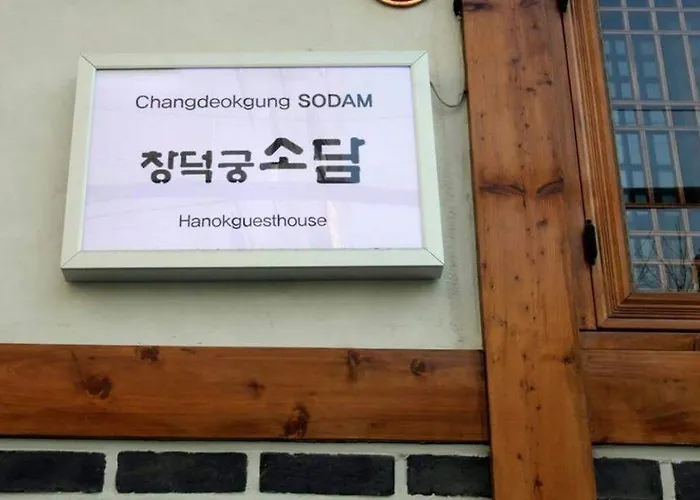 Changdeokgung SODAM
창덕궁소담
Hanokguesthouse